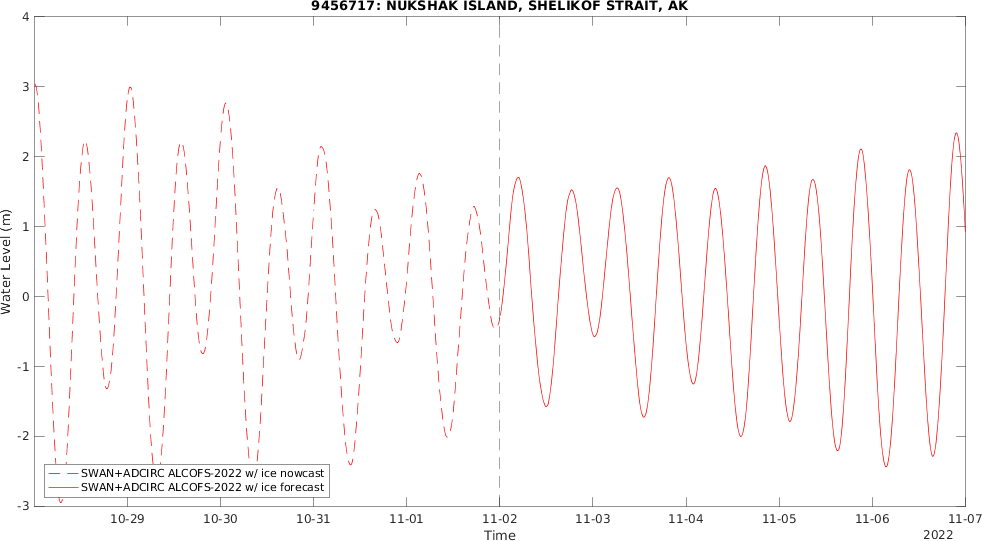 9456717: NUKSHAK ISLAND, SHELIKOF STRAIT, AK
4
3
2
1
0
-1
-2
-3
Water Level (m)
SWAN+ADCIRC ALCOFS-2022 w/ ice nowcast
SWAN+ADCIRC ALCOFS-2022 w/ ice forecast
10-29 10-30 10-31 11-01 11-02 11-03 11-04 11-05 11-06 11-07
Time
2022